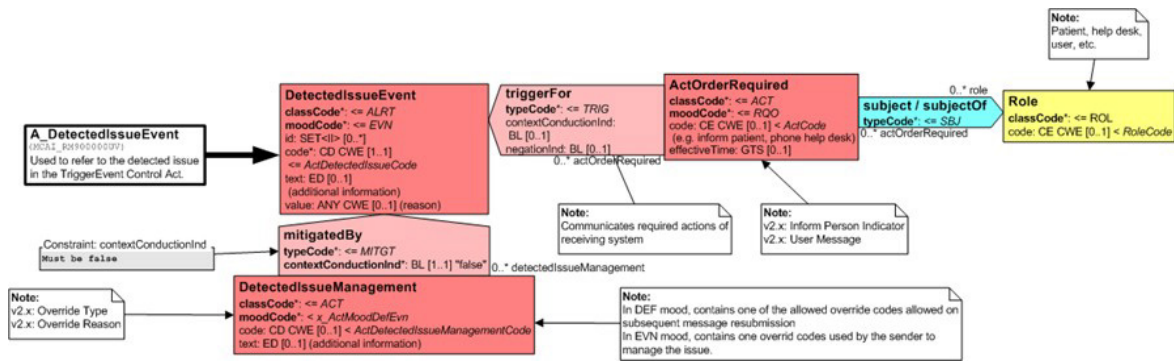 Note:
Patient, help desk,
user, etc.
DetectedIssueEvent
classCode*: <= ALRT
moodCode*: <= EVN
id: SET<II> [0..*]
code*: CD CWE [1..1]
<= ActDetectedIssueCode
text: ED [0..1]
(additional information)
value: ANY CWE [0..1] (reason)
triggerFor
typeCode*: <= TRIG
contextConductionInd:
BL [0..1]
negationInd: BL [0..1]
0..* actOrderRequired
ActOrderRequired
classCode*: <= ACT
moodCode*: <= RQO
code: CE CWE [0..1] < ActCode
(e.g. inform patient, phone help desk)
effectiveTime: GTS [0..1]
0..* role
subject / subjectOf
typeCode*: <= SBJ
0..* actOrderRequired
Role
classCode*: <= ROL
code: CE CWE [0..1] < RoleCode
A_DetectedIssueEvent
(MCAI_RM900000UV)
Used to refer to the detected issue
in the TriggerEvent Control Act.
Note:
Communicates required actions of
receiving system
Note:
v2.x: Inform Person Indicator
v2.x: User Message
Constraint: contextConductionInd
Must be false
mitigatedBy
typeCode*: <= MITGT
contextConductionInd*: BL [1..1] "false"
0..* detectedIssueManagement
DetectedIssueManagement
classCode*: <= ACT
moodCode*: < x_ActMoodDefEvn
code: CD CWE [0..1] < ActDetectedIssueManagementCode
text: ED [0..1] (additional information)
Note:
v2.x: Override Type
v2.x: Override Reason
Note:
In DEF mood, contains one of the allowed override codes allowed on
subsequent message resubmission
In EVN mood, contains one overrid codes used by the sender to
manage the issue.